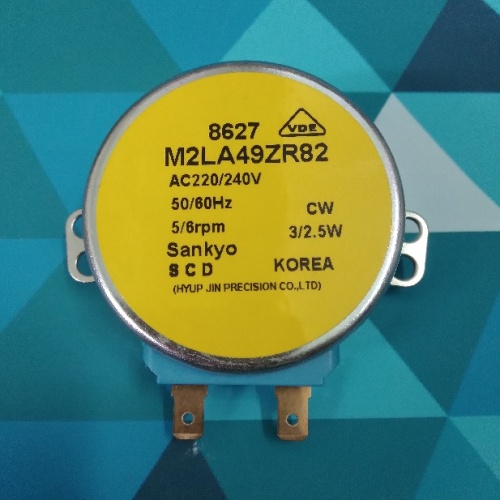 8627 VDE
M2LA49ZR82
AC220/240V
50/60Hz CW
5/6rpm 3/2.5W
Sankyo
S C D KOREA
(HYUP JIN PRECISION CO.,LTD)